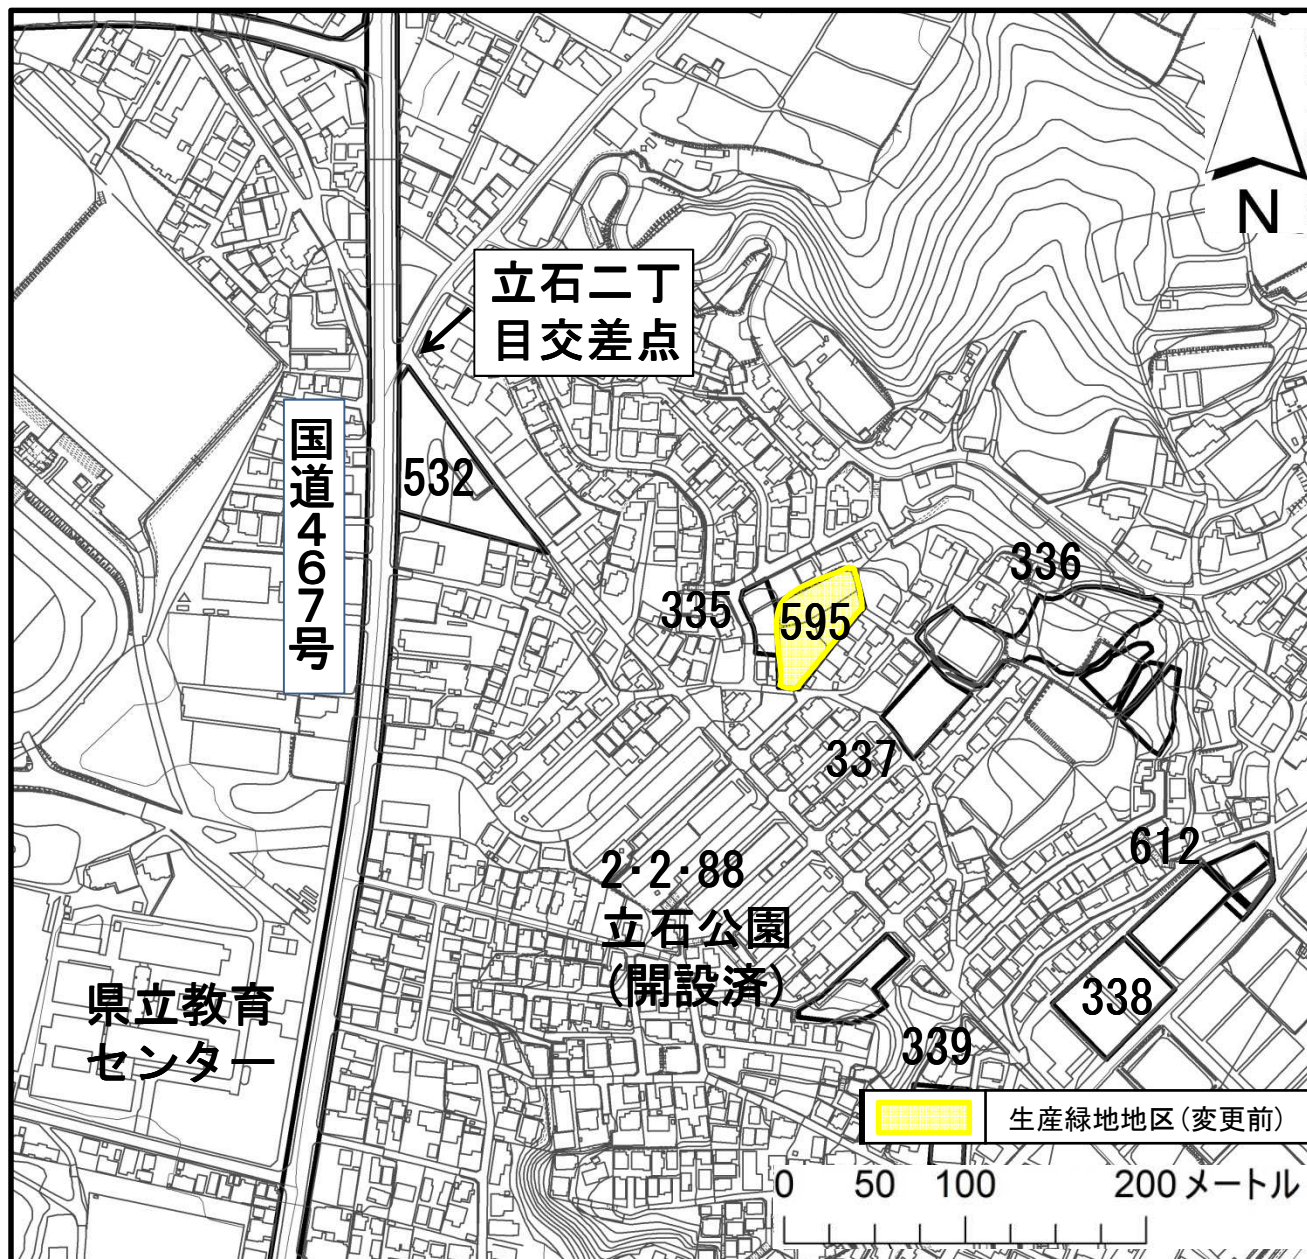 N
立石二丁
目交差点
国道467号
532
336
335
595
337
612
2・2・88
立石公園
(開設済)
338
県立教育
センター
339
生産緑地地区(変更前)
0 50 100 200メートル